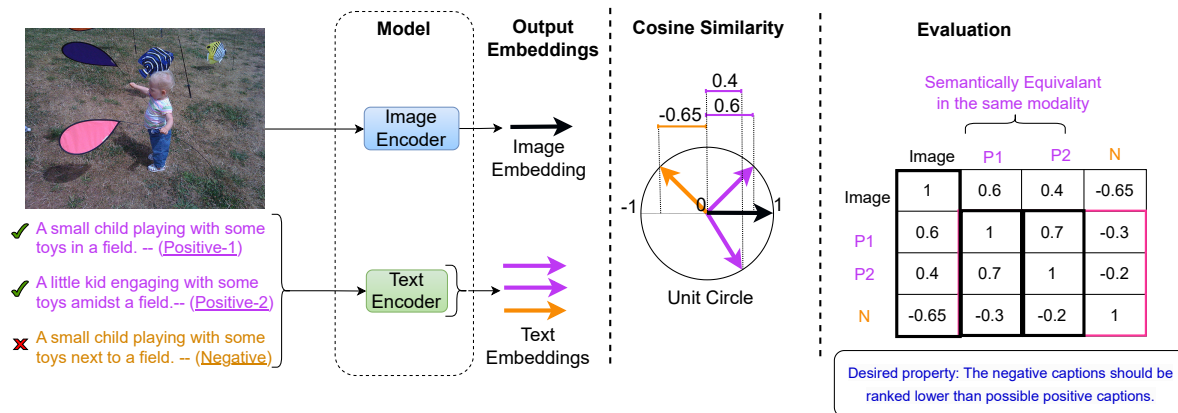 Model
Output
Embeddings
Cosine Similarity
Evaluation
Image
Encoder
Image
Embedding
A small child playing with some
toys in a field. -- (Positive-1)
A little kid engaging with some
toys amidst a field.-- (Positive-2)
A small child playing with some
toys next to a field. -- (Negative)
Text
Encoder
Text
Embeddings
0.4
0.6
-0.65
-1
0
1
Unit Circle
Semantically Equivalant
in the same modality
Image P1 P2 N
Image 1 0.6 0.4 -0.65
P1 0.6 1 0.7 -0.3
P2 0.4 0.7 1 -0.2
N -0.65 -0.3 -0.2 1
Desired property: The negative captions should be
ranked lower than possible positive captions.